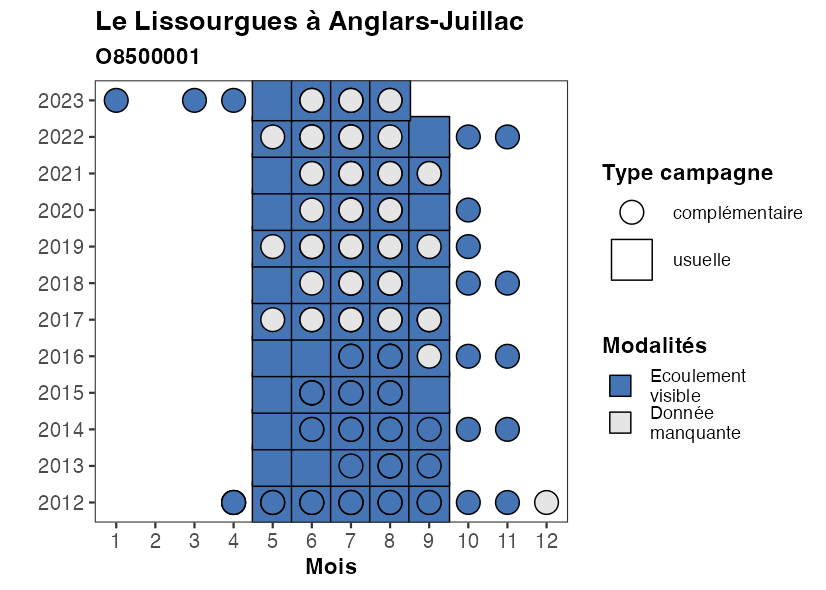 Le Lissourgues à Anglars-Juillac
O8500001
2023
2022
2021
2020
2019
2018
2017
2016
2015
2014
2013
2012
1 2 3 4 5 6 7 8 9 10 11 12
Mois
Type campagne
complémentaire
usuelle
Modalités
Ecoulement
visible
Donnée
manquante